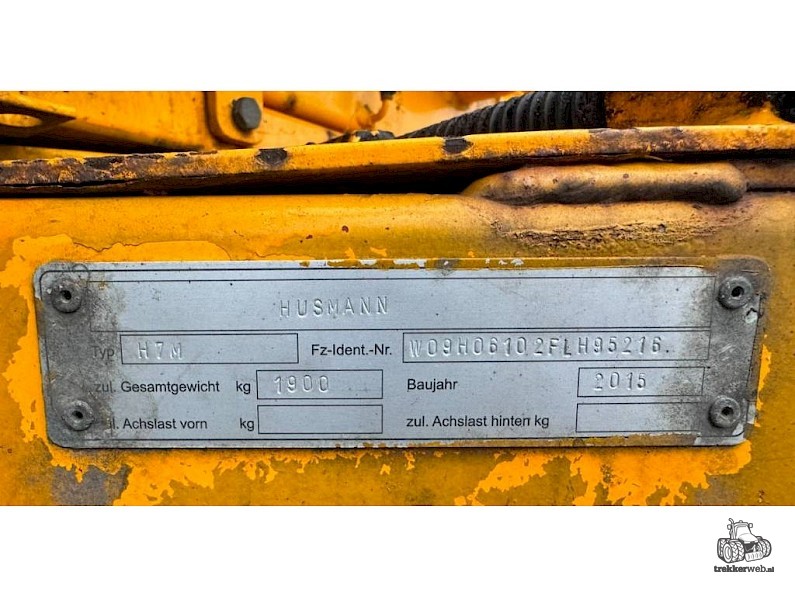 HUSMANN
Typ H7M Fz-Ident.-Nr. W09H06102FLH95216.
zul. Gesamtgewicht kg 1900 Baujahr 2015
Achslast vorn kg zul. Achslast hinten kg
trekkerweb.nl